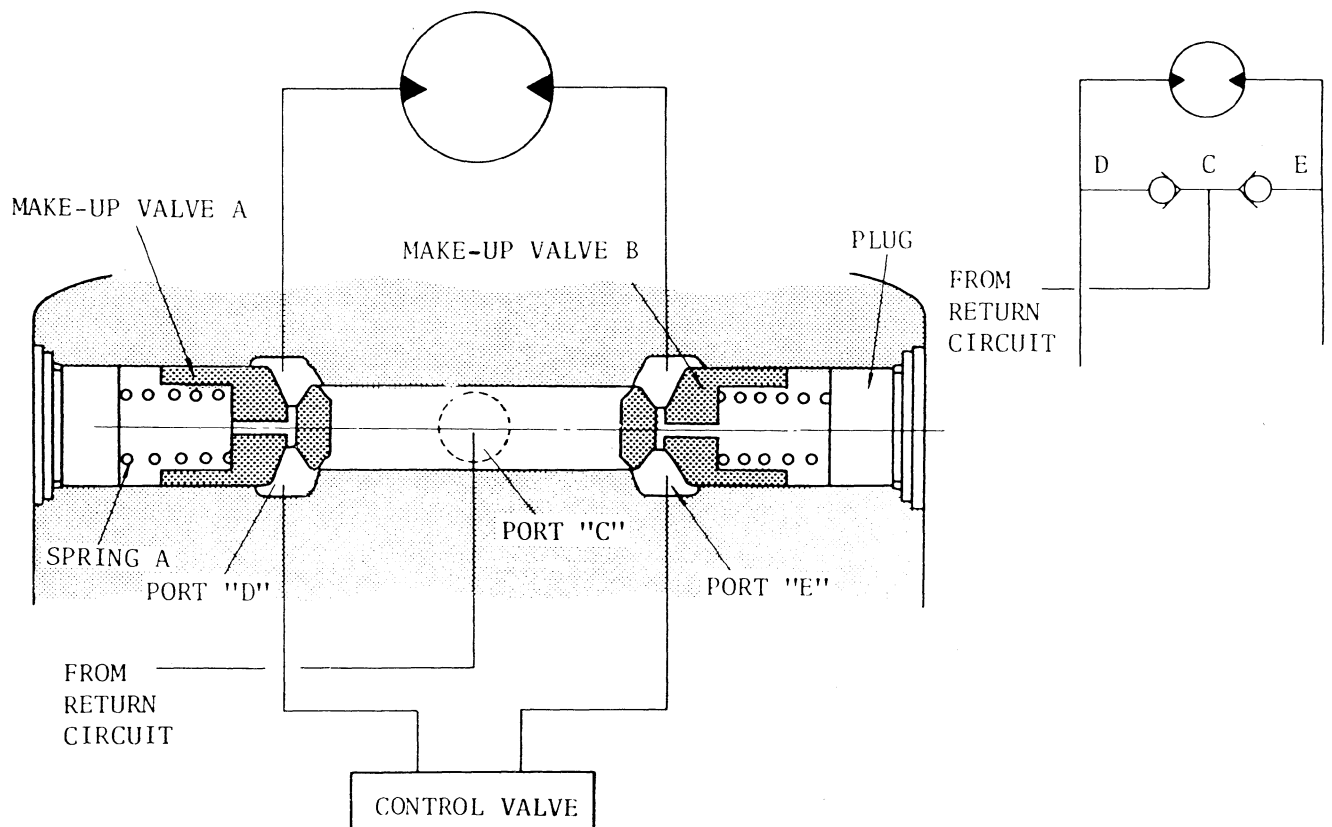 MAKE-UP VALVE A
MAKE-UP VALVE B
PLUG
D
C
E
FROM
RETURN
CIRCUIT
SPRING A
PORT "D"
PORT "C"
PORT "E"
FROM
RETURN
CIRCUIT
CONTROL VALVE